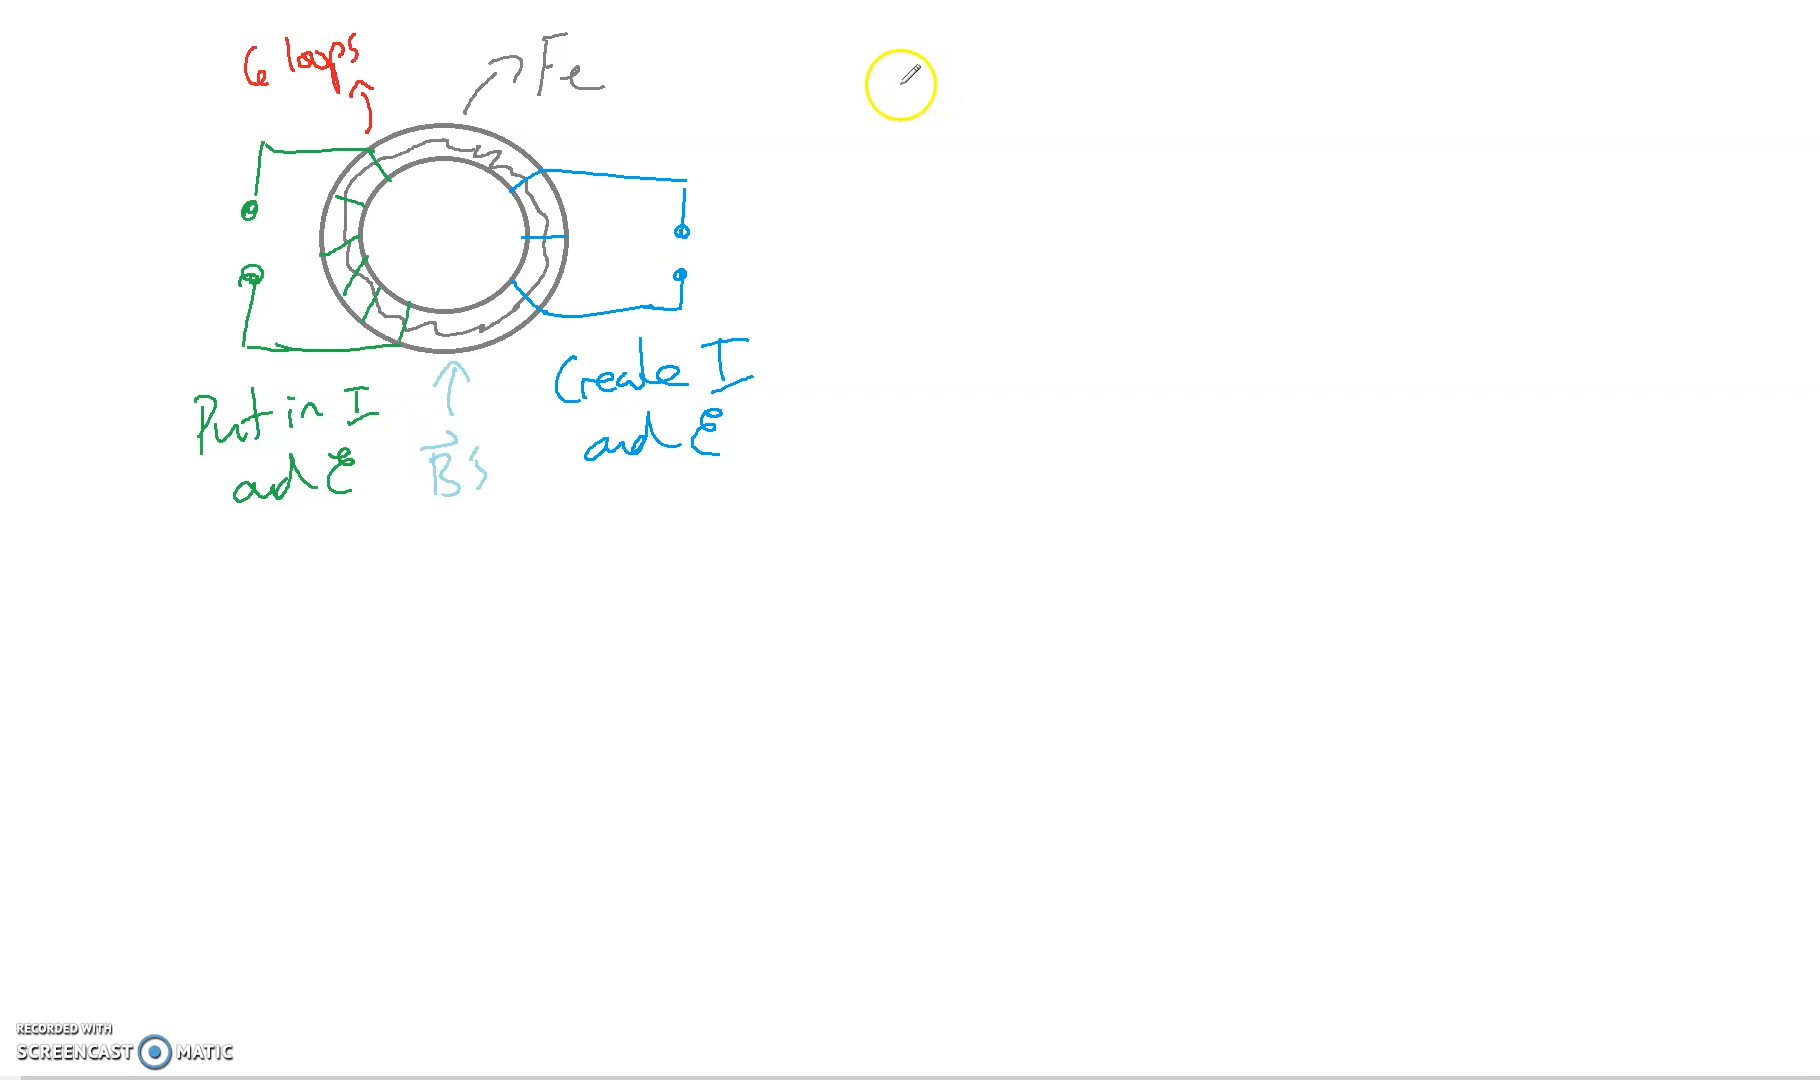 6 loops
Fe
Put in I
and ℰ
B⃗'s
Create I
and ℰ
RECORDED WITH
SCREENCAST MATIC